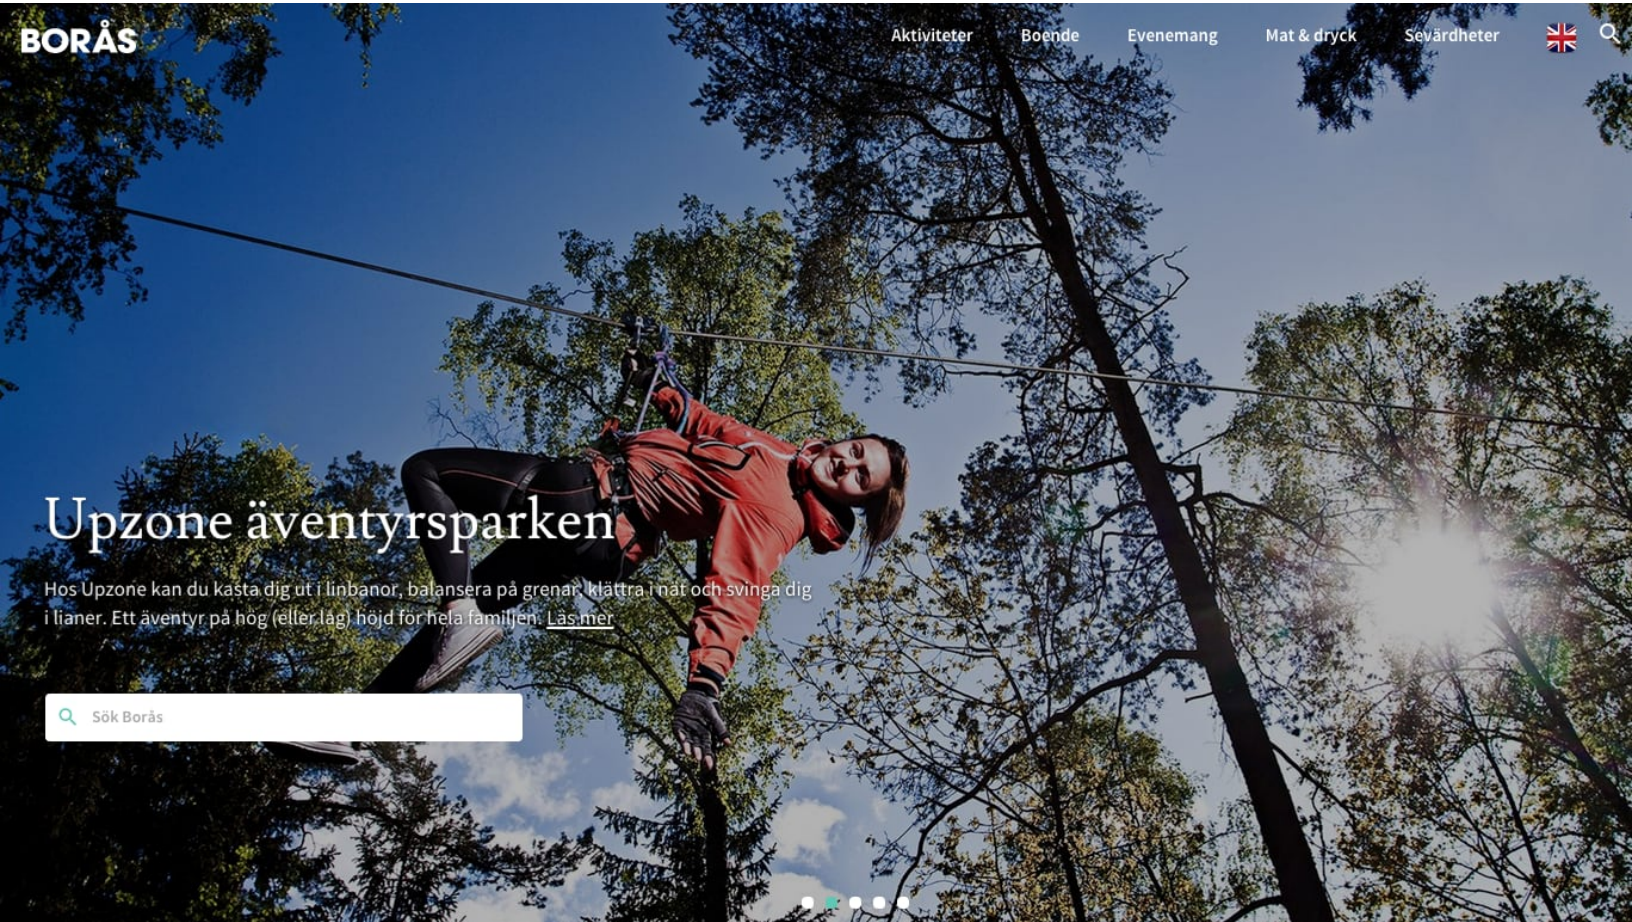 BORÅS
Aktiviteter
Boende
Evenemang
Mat & dryck
Sevärdheter
Upzone äventyrsparken
Hos Upzone kan du kasta dig ut i linbanor, balansera på grenar, klättra i nät och svinga dig
i lianer. Ett äventyr på hög (eller låg) höjd för hela familjen. Läs mer
Sök Borås